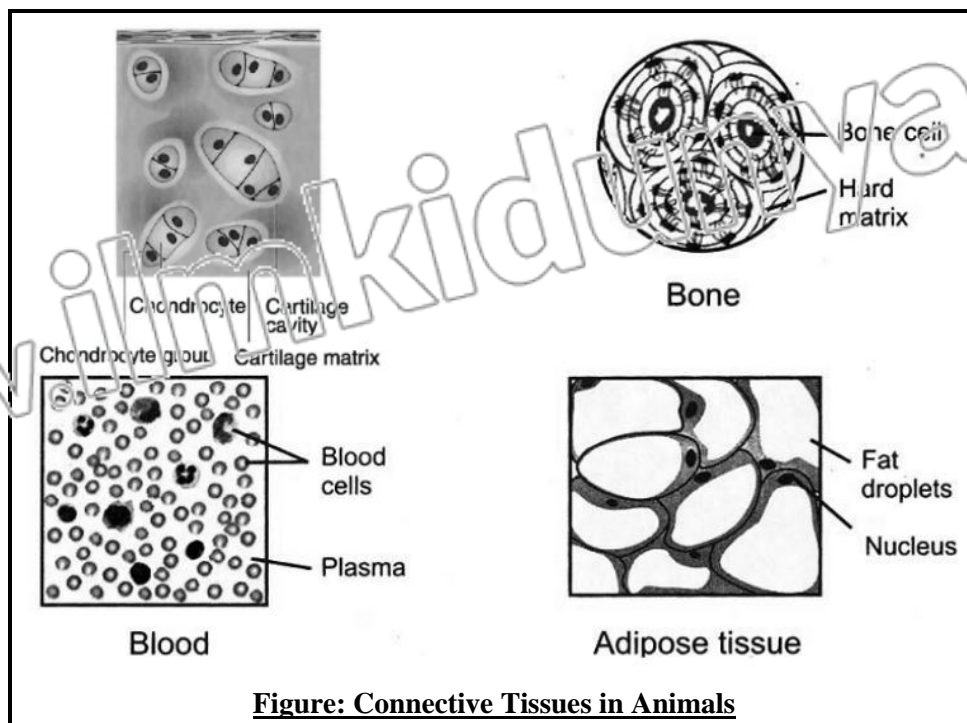 Chondrocyte
Cartilage
cavity
Chondrocyte group
Cartilage matrix
Bone cell
Hard
matrix
Bone
Blood
cells
Plasma
Blood
Fat
droplets
Nucleus
Adipose tissue
Figure: Connective Tissues in Animals
w.ilmkidunya